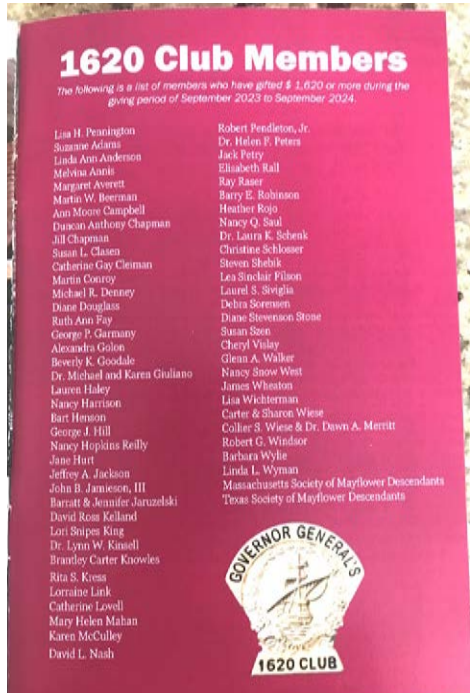 1620 Club Members
The following is a list of members who have gifted $ 1,620 or more during the
giving period of September 2023 to September 2024.
Lisa H. Pennington
Suzanne Adams
Linda Ann Anderson
Melvina Annis
Margaret Averett
Martin W. Beerman
Ann Moore Campbell
Duncan Anthony Chapman
Jill Chapman
Susan L. Clasen
Catherine Gay Cleiman
Martin Conroy
Michael R. Denney
Diane Douglass
Ruth Ann Fay
George P. Garmany
Alexandra Golon
Beverly K. Goodale
Dr. Michael and Karen Giuliano
Lauren Haley
Nancy Harrison
Bart Henson
George J. Hill
Nancy Hopkins Reilly
Jane Hurt
Jeffrey A. Jackson
John B. Jamieson, III
Barratt & Jennifer Jaruzelski
David Ross Kelland
Lori Snipes King
Dr. Lynn W. Kinsell
Brantley Carter Knowles
Rita S. Kress
Lorraine Link
Catherine Lovell
Mary Helen Mahan
Karen McCulley
David L. Nash
Robert Pendleton, Jr.
Dr. Helen P. Peters
Jack Petry
Elisabeth Rall
Ray Raser
Barry E. Robinson
Heather Rojo
Nancy Q. Saul
Dr. Laura K. Schenk
Christine Schlosser
Steven Shebik
Lea Sinclair Filson
Laurel S. Siviglia
Debra Sorensen
Diane Stevenson Stone
Susan Szen
Cheryl Vislay
Glenn A. Walker
Nancy Snow West
James Wheaton
Lisa Wichterman
Carter & Sharon Wiese
Collier S. Wiese & Dr. Dawn A. Merritt
Robert G. Windsor
Barbara Wylie
Linda L. Wyman
Massachusetts Society of Mayflower Descendants
Texas Society of Mayflower Descendants
GOVERNOR GENERAL'S
1620 CLUB